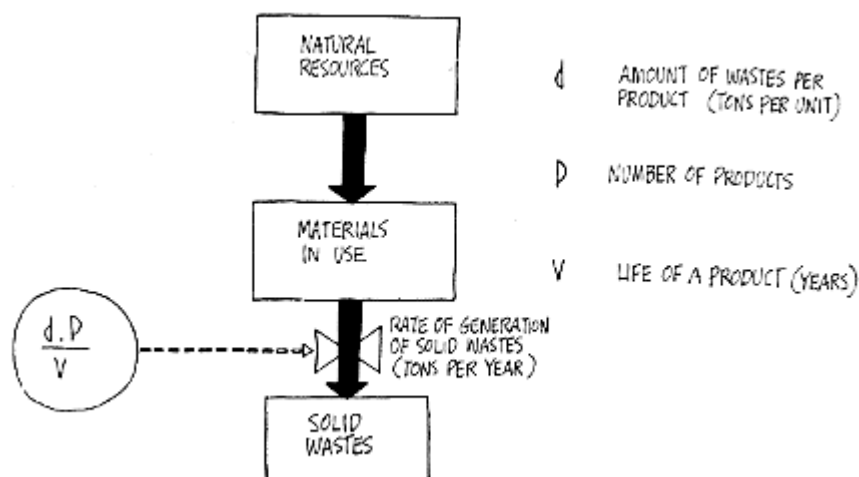 NATURAL
RESOURCES
d AMOUNT OF WASTES PER
PRODUCT (TONS PER UNIT)
P NUMBER OF PRODUCTS
MATERIALS
IN USE
V LIFE OF A PRODUCT (YEARS)
d.P
V
RATE OF GENERATION
OF SOLID WASTES
(TONS PER YEAR)
SOLID
WASTES